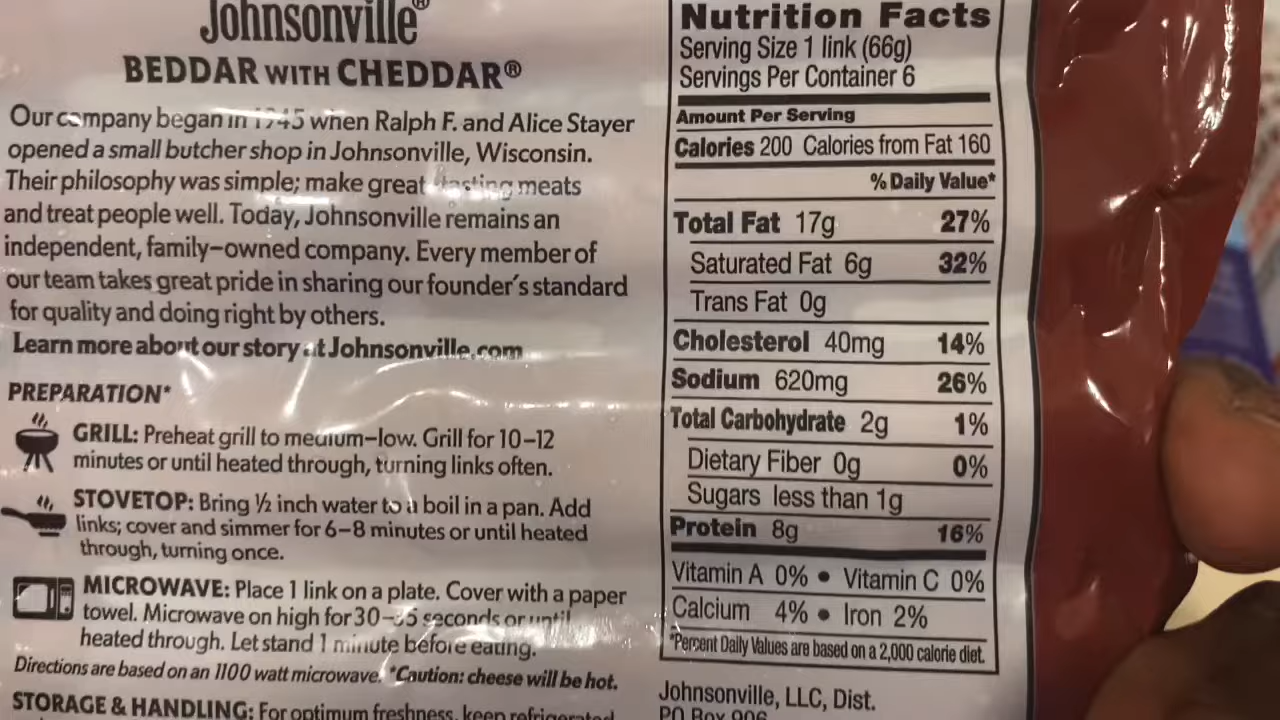 Johnsonville®
BEDDAR WITH CHEDDAR®
Our company began in 1945 when Ralph F. and Alice Stayer
opened a small butcher shop in Johnsonville, Wisconsin.
Their philosophy was simple; make great tasting meats
and treat people well. Today, Johnsonville remains an
independent, family-owned company. Every member of
our team takes great pride in sharing our founder's standard
for quality and doing right by others.
Learn more about our story at Johnsonville.com
PREPARATION*
GRILL: Preheat grill to medium-low. Grill for 10-12
minutes or until heated through, turning links often.
STOVETOP: Bring ½ inch water to a boil in a pan. Add
links; cover and simmer for 6-8 minutes or until heated
through, turning once.
MICROWAVE: Place 1 link on a plate. Cover with a paper
towel. Microwave on high for 30-35 seconds or until
heated through. Let stand 1 minute before eating.
Directions are based on an 1100 watt microwave. *Caution: cheese will be hot.
STORAGE & HANDLING: For optimum freshness, keep refrigerated
Nutrition Facts
Serving Size 1 link (66g)
Servings Per Container 6
Amount Per Serving
Calories 200 Calories from Fat 160
% Daily Value*
Total Fat 17g 27%
Saturated Fat 6g 32%
Trans Fat 0g
Cholesterol 40mg 14%
Sodium 620mg 26%
Total Carbohydrate 2g 1%
Dietary Fiber 0g 0%
Sugars less than 1g
Protein 8g 16%
Vitamin A 0% • Vitamin C 0%
Calcium 4% • Iron 2%
*Percent Daily Values are based on a 2,000 calorie diet.
Johnsonville, LLC, Dist.
PO Box 906